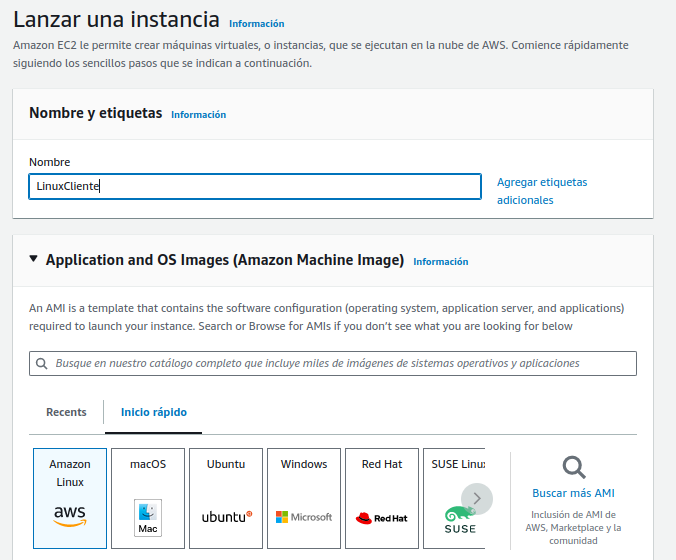 Lanzar una instancia Información
Amazon EC2 le permite crear máquinas virtuales, o instancias, que se ejecutan en la nube de AWS. Comience rápidamente
siguiendo los sencillos pasos que se indican a continuación.
Nombre y etiquetas Información
Nombre
LinuxCliente
Agregar etiquetas
adicionales
Application and OS Images (Amazon Machine Image) Información
An AMI is a template that contains the software configuration (operating system, application server, and applications)
required to launch your instance. Search or Browse for AMIs if you don’t see what you are looking for below
Busque en nuestro catálogo completo que incluye miles de imágenes de sistemas operativos y aplicaciones
Recents Inicio rápido
Amazon
Linux
aws
macOS
Mac
Ubuntu
ubuntu
Windows
Microsoft
Red Hat
Red Hat
SUSE Linux
SUSE
Buscar más AMI
Inclusión de AMI de
AWS, Marketplace y la
comunidad